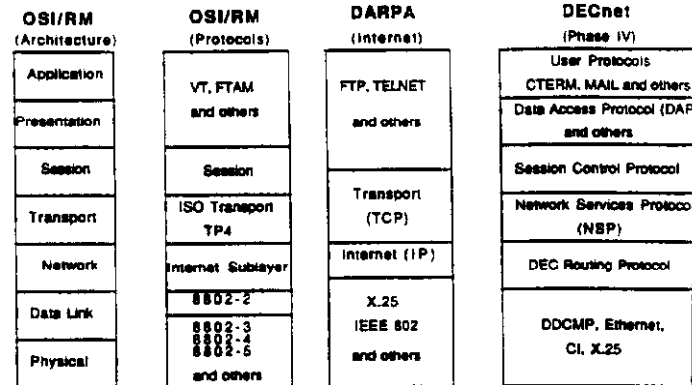 OSI/RM
(Architecture)
Application
Presentation
Session
Transport
Network
Data Link
Physical
OSI/RM
(Protocols)
VT, FTAM
and others
Session
ISO Transport
TP4
Internet Sublayer
8802-2
8802-3
8802-4
8802-5
and others
DARPA
(Internet)
FTP, TELNET
and others
Transport
(TCP)
Internet (IP)
X.25
IEEE 802
and others
DECnet
(Phase IV)
User Protocols
CTERM, MAIL and others
Data Access Protocol (DAP
and others
Session Control Protocol
Network Services Protoco
(NSP)
DEC Routing Protocol
DDCMP, Ethernet,
CI, X.25